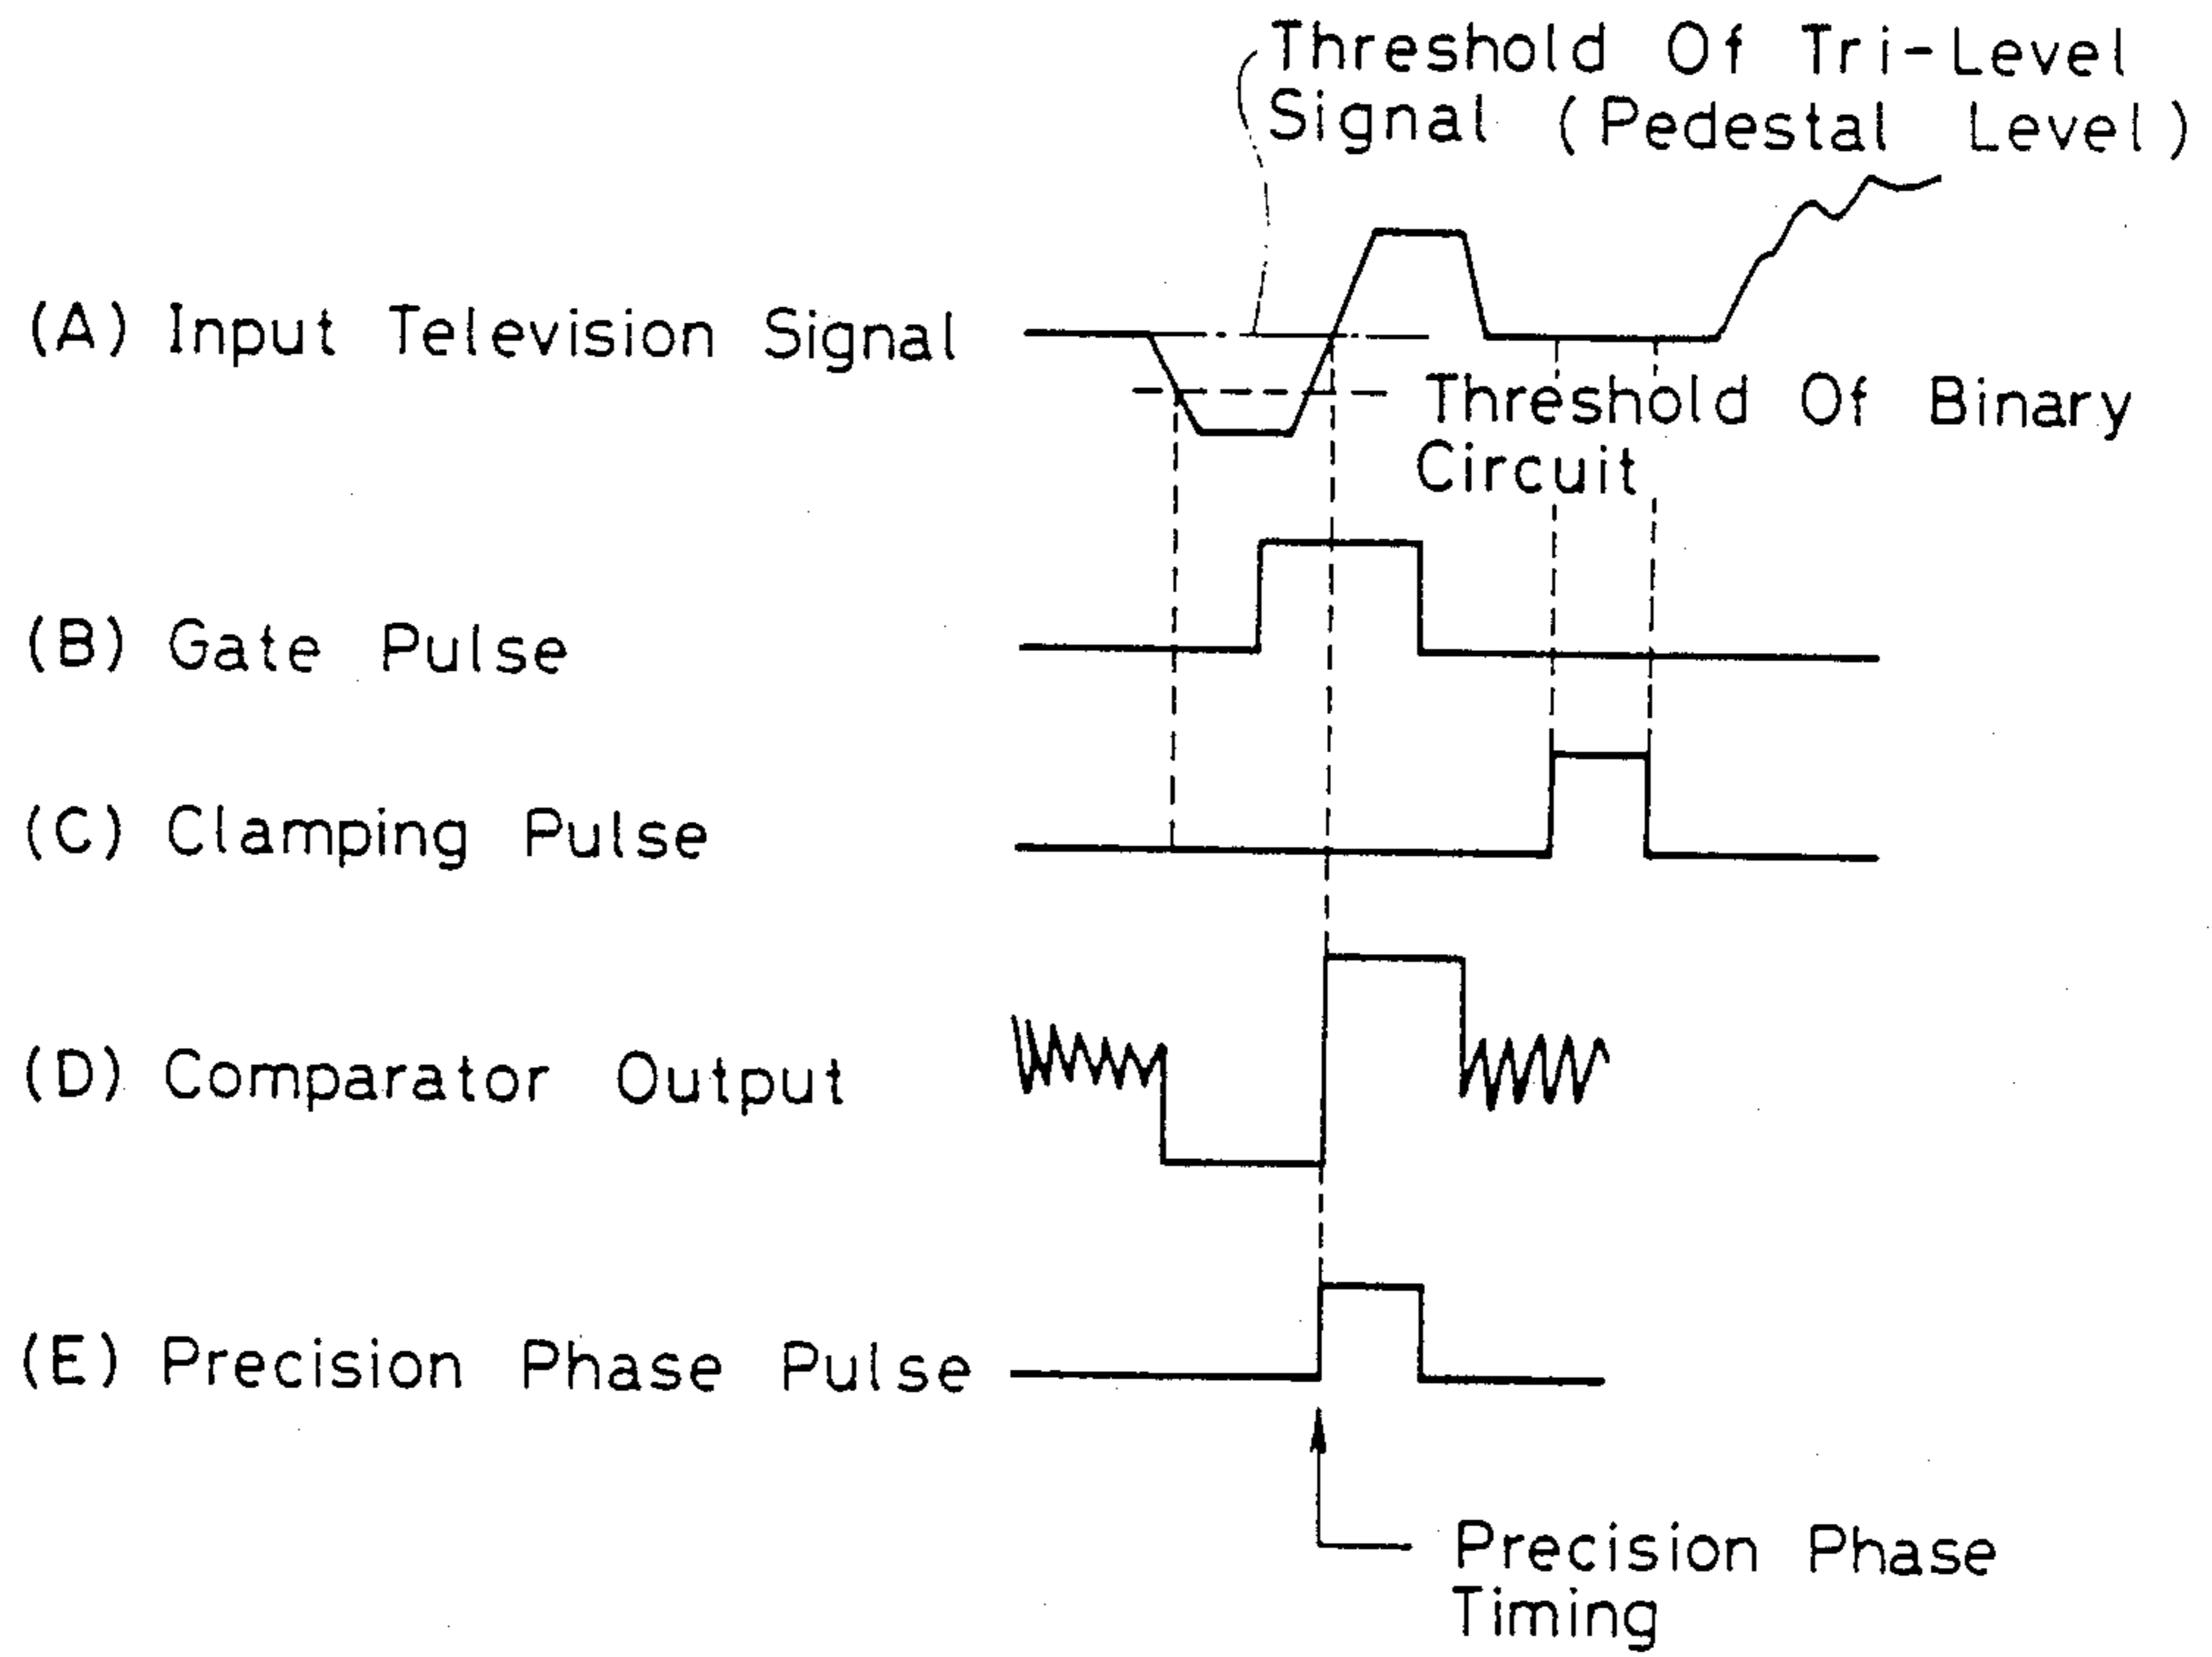 Threshold Of Tri-Level
Signal (Pedestal Level)
(A) Input Television Signal
Threshold Of Binary
Circuit
(B) Gate Pulse
(C) Clamping Pulse
(D) Comparator Output
(E) Precision Phase Pulse
Precision Phase
Timing